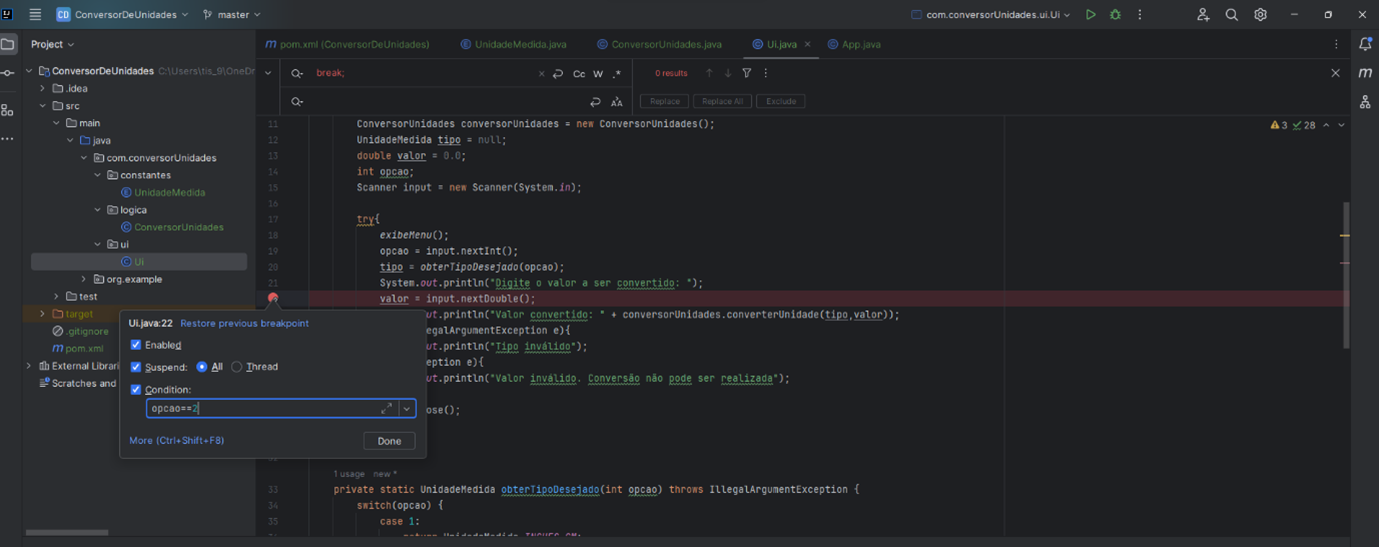 CD ConversorDeUnidades master com.conversorUnidades.ui.Ui
Project
pom.xml (ConversorDeUnidades) UnidadeMedida.java ConversorUnidades.java Ui.java App.java
ConversorDeUnidades C:\Users\tis_9\OneDr
.idea
src
main
java
com.conversorUnidades
constantes
UnidadeMedida
logica
ConversorUnidades
ui
Ui
org.example
test
target
.gitignore
pom.xml
External Librari
Scratches and
break; Cc W .* 0 results
Replace Replace All Exclude
3 28
11 ConversorUnidades conversorUnidades = new ConversorUnidades();
12 UnidadeMedida tipo = null;
13 double valor = 0.0;
14 int opcao;
15 Scanner input = new Scanner(System.in);
16
17 try{
18 exibeMenu();
19 opcao = input.nextInt();
20 tipo = obterTipoDesejado(opcao);
21 System.out.println("Digite o valor a ser convertido: ");
valor = input.nextDouble();
ut.println("Valor convertido: " + conversorUnidades.converterUnidade(tipo,valor));
legalArgumentException e){
ut.println("Tipo inválido");
eption e){
ut.println("Valor inválido. Conversão não pode ser realizada");
ose();
1 usage new *
33 private static UnidadeMedida obterTipoDesejado(int opcao) throws IllegalArgumentException {
34 switch(opcao) {
35 case 1:
return UnidadeMedida.INCHES_CM;
Ui.java:22 Restore previous breakpoint
Enabled
Suspend: All Thread
Condition:
opcao==2
More (Ctrl+Shift+F8) Done